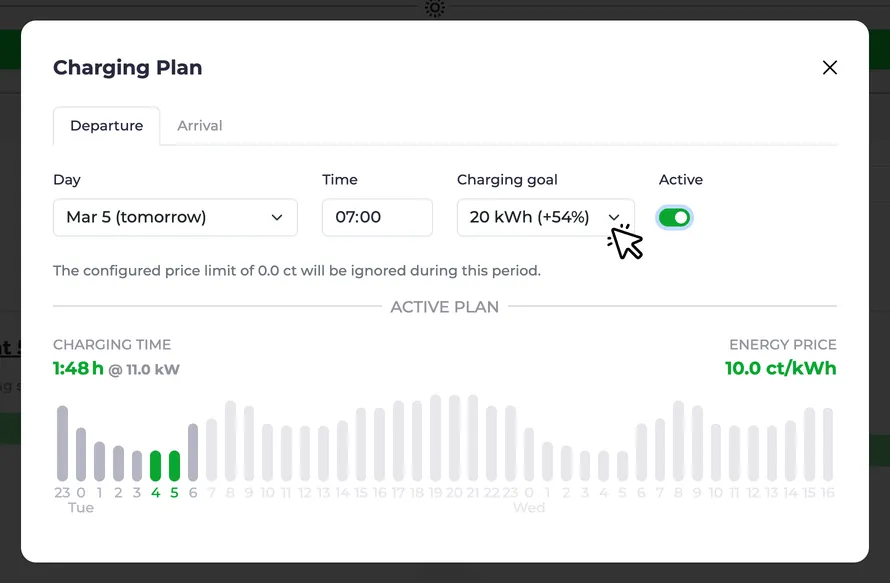 Charging Plan
Departure Arrival
Day Time Charging goal Active
Mar 5 (tomorrow) 07:00 20 kWh (+54%)
The configured price limit of 0.0 ct will be ignored during this period.
ACTIVE PLAN
CHARGING TIME ENERGY PRICE
1:48 h @ 11.0 kW 10.0 ct/kWh
23 0 1 2 3 4 5 6 7 8 9 10 11 12 13 14 15 16 17 18 19 20 21 22 23 0 1 2 3 4 5 6 7 8 9 10 11 12 13 14 15 16
Tue Wed